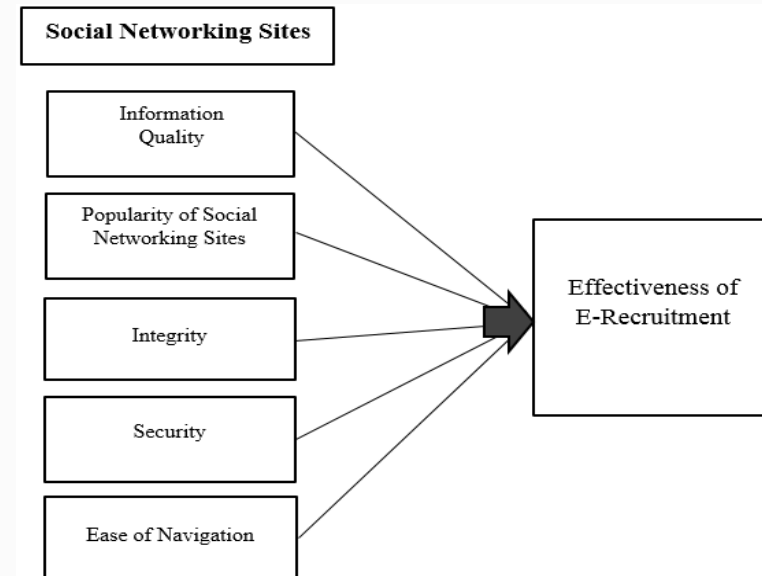 Social Networking Sites
Information
Quality
Popularity of Social
Networking Sites
Integrity
Security
Ease of Navigation
Effectiveness of
E-Recruitment